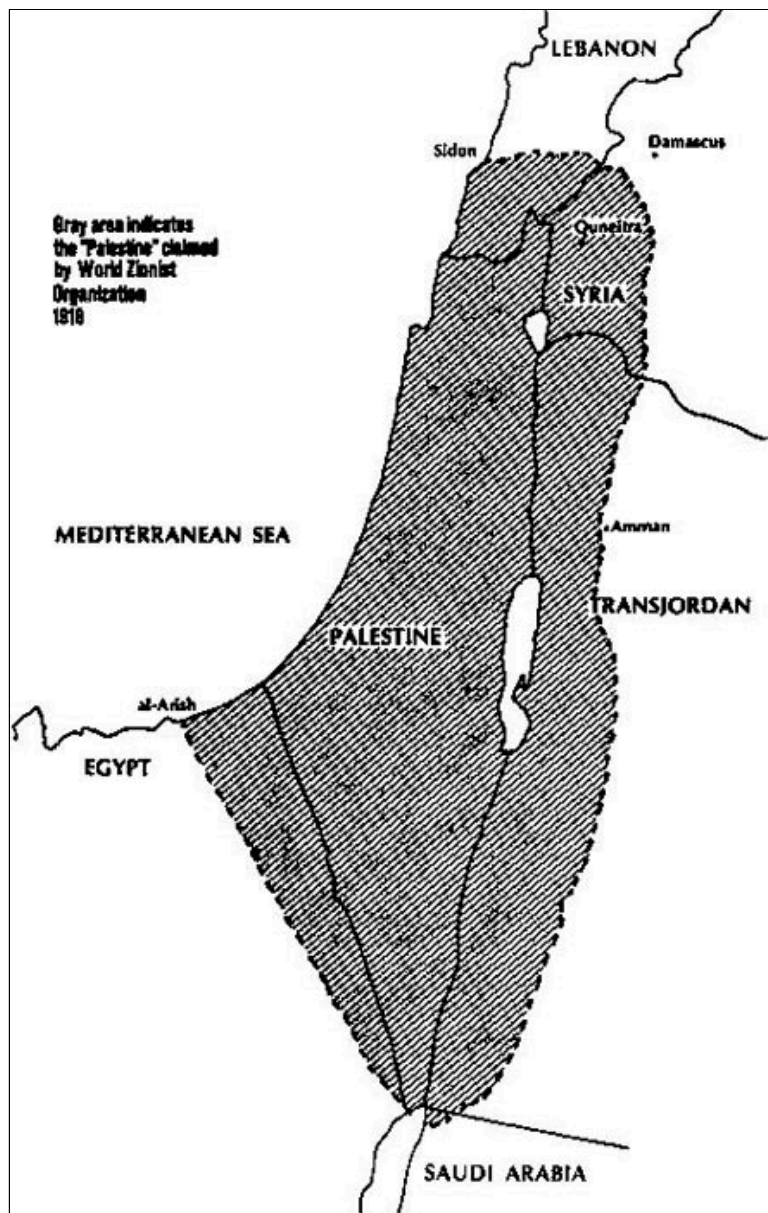 LEBANON
Sidon
Damascus
Gray area indicates
the "Palestine" claimed
by World Zionist
Organization
Quneitra
SYRIA
MEDITERRANEAN SEA
Amman
TRANSJORDAN
PALESTINE
al-Arish
EGYPT
SAUDI ARABIA